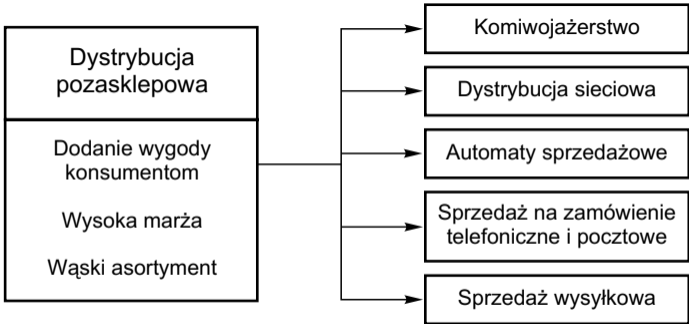 Dystrybucja
pozasklepowa
Dodanie wygody
konsumentom
Wysoka marża
Wąski asortyment
Komiwojażerstwo
Dystrybucja sieciowa
Automaty sprzedażowe
Sprzedaż na zamówienie
telefoniczne i pocztowe
Sprzedaż wysyłkowa